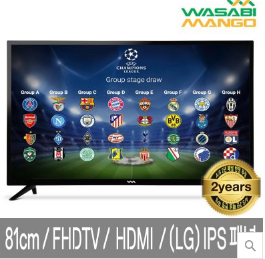 WASABI
MANGO
CHAMPIONS
LEAGUE
Group stage draw
Group A Group B Group C Group D Group E Group F Group G Group H
2years
81cm / FHDTV / HDMI / (LG) IPS 패널